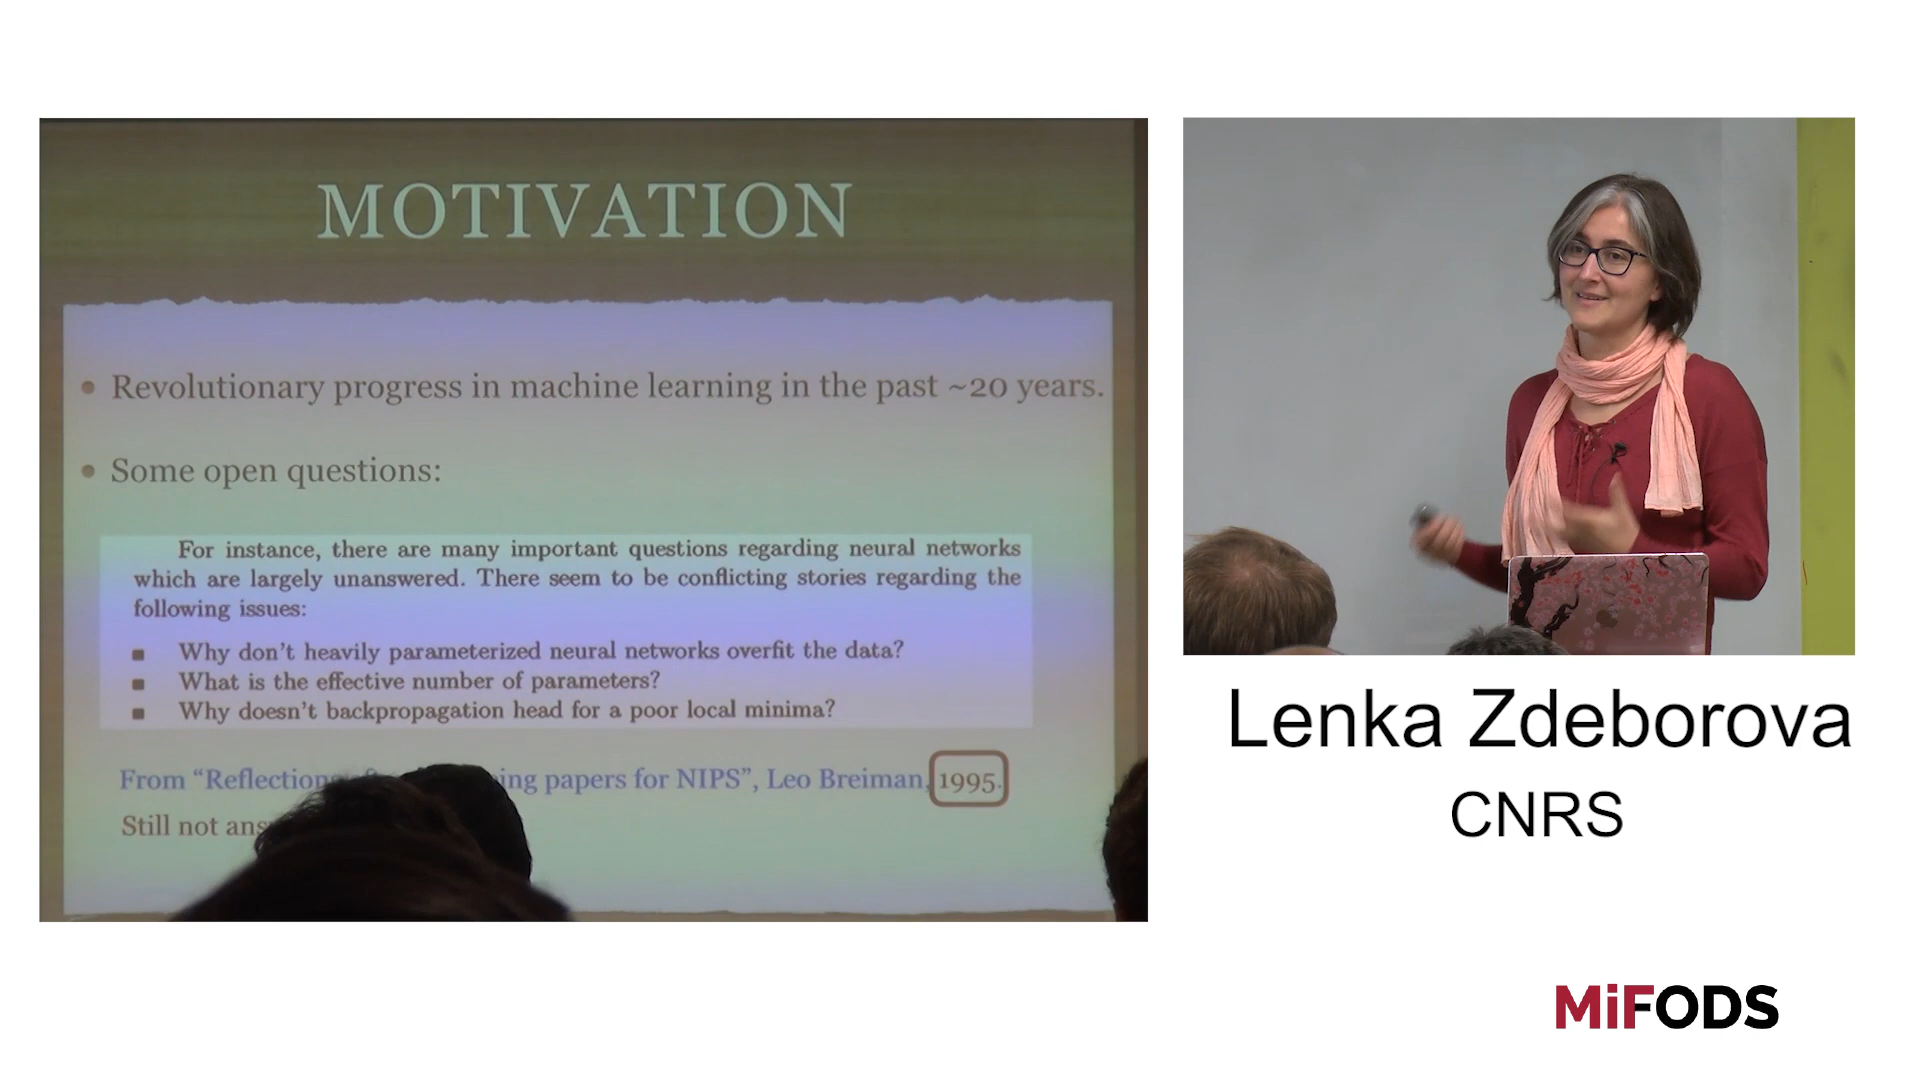 MOTIVATION
• Revolutionary progress in machine learning in the past ~20 years.
• Some open questions:
For instance, there are many important questions regarding neural networks
which are largely unanswered. There seem to be conflicting stories regarding the
following issues:
■ Why don't heavily parameterized neural networks overfit the data?
■ What is the effective number of parameters?
■ Why doesn't backpropagation head for a poor local minima?
From "Reflections papers for NIPS", Leo Breiman, 1995.
Still not
Lenka Zdeborova
CNRS
MiFODS